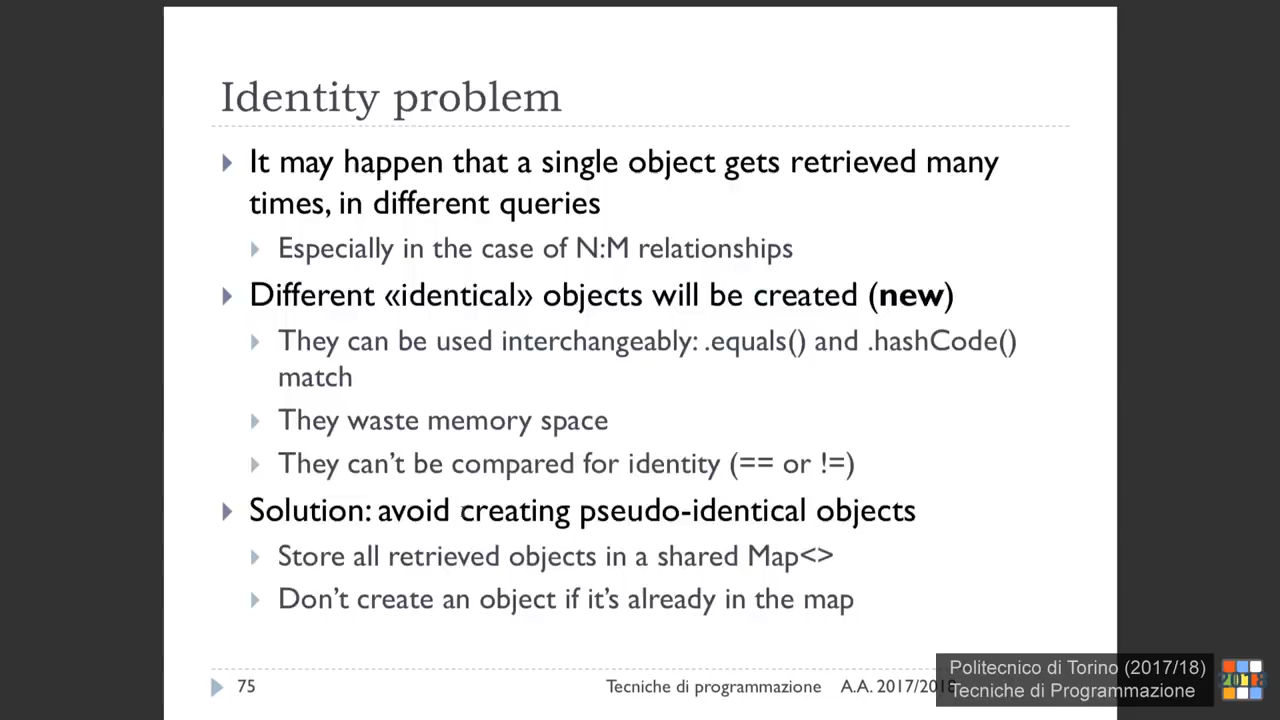 Identity problem
It may happen that a single object gets retrieved many
times, in different queries
Especially in the case of N:M relationships
Different «identical» objects will be created (new)
They can be used interchangeably: .equals() and .hashCode()
match
They waste memory space
They can't be compared for identity (== or !=)
Solution: avoid creating pseudo-identical objects
Store all retrieved objects in a shared Map<>
Don't create an object if it's already in the map
75
Tecniche di programmazione
A.A. 2017/2018
Politecnico di Torino (2017/18)
Tecniche di Programmazione
2018